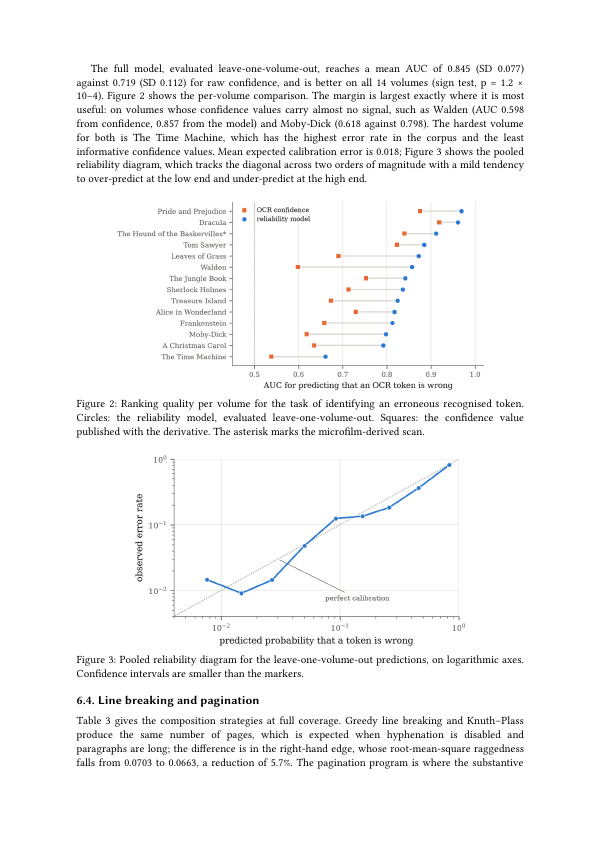 The full model, evaluated leave-one-volume-out, reaches a mean AUC of 0.845 (SD 0.077)
against 0.719 (SD 0.112) for raw confidence, and is better on all 14 volumes (sign test, p = 1.2 ×
10−4). Figure 2 shows the per-volume comparison. The margin is largest exactly where it is most
useful: on volumes whose confidence values carry almost no signal, such as Walden (AUC 0.598
from confidence, 0.857 from the model) and Moby-Dick (0.618 against 0.798). The hardest volume
for both is The Time Machine, which has the highest error rate in the corpus and the least
informative confidence values. Mean expected calibration error is 0.018; Figure 3 shows the pooled
reliability diagram, which tracks the diagonal across two orders of magnitude with a mild tendency
to over-predict at the low end and under-predict at the high end.
OCR confidence
reliability model
Pride and Prejudice
Dracula
The Hound of the Baskervilles*
Tom Sawyer
Leaves of Grass
Walden
The Jungle Book
Sherlock Holmes
Treasure Island
Alice in Wonderland
Frankenstein
Moby-Dick
A Christmas Carol
The Time Machine
0.5 0.6 0.7 0.8 0.9 1.0
AUC for predicting that an OCR token is wrong
Figure 2: Ranking quality per volume for the task of identifying an erroneous recognised token.
Circles: the reliability model, evaluated leave-one-volume-out. Squares: the confidence value
published with the derivative. The asterisk marks the microfilm-derived scan.
10⁰
10⁻¹
10⁻²
observed error rate
perfect calibration
10⁻² 10⁻¹ 10⁰
predicted probability that a token is wrong
Figure 3: Pooled reliability diagram for the leave-one-volume-out predictions, on logarithmic axes.
Confidence intervals are smaller than the markers.
6.4. Line breaking and pagination
Table 3 gives the composition strategies at full coverage. Greedy line breaking and Knuth–Plass
produce the same number of pages, which is expected when hyphenation is disabled and
paragraphs are long; the difference is in the right-hand edge, whose root-mean-square raggedness
falls from 0.0703 to 0.0663, a reduction of 5.7%. The pagination program is where the substantive